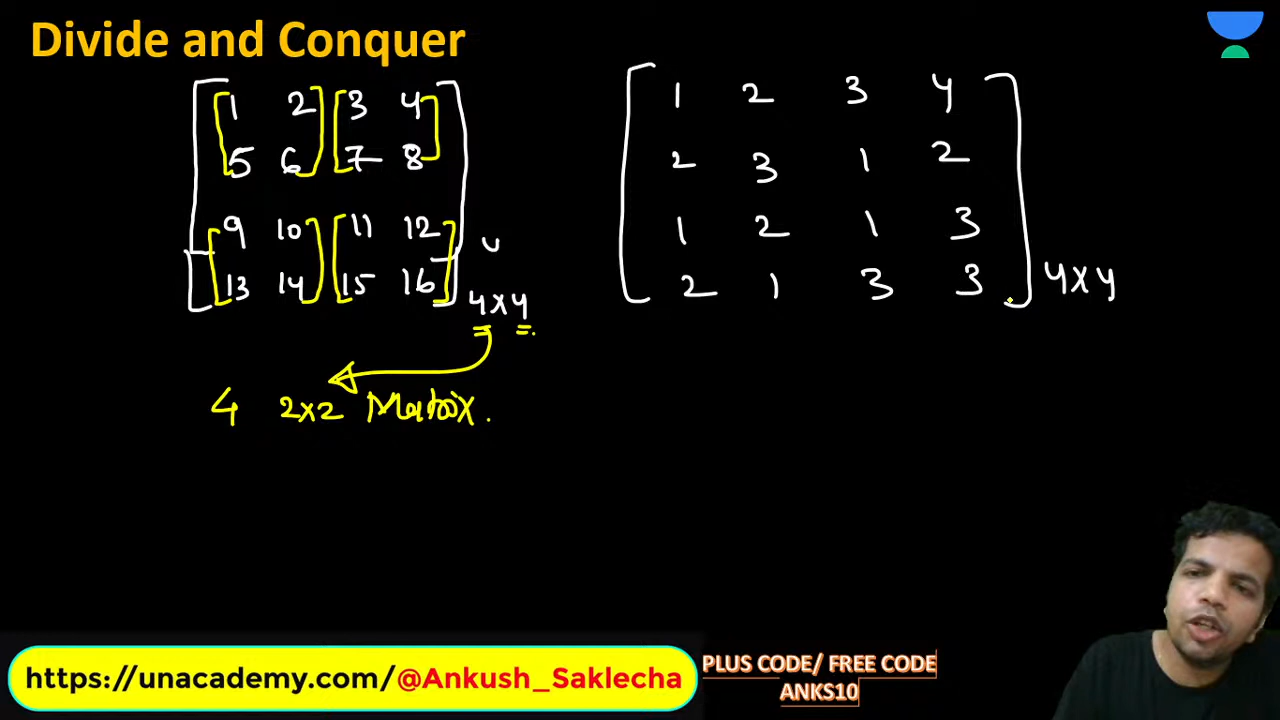 Divide and Conquer
1 2 3 4
5 6 7 8
9 10 11 12
13 14 15 16
4x4
1 2 3 4
2 3 1 2
1 2 1 3
2 1 3 3
4x4
4 2x2 Matrix.
https://unacademy.com/@Ankush_Saklecha
PLUS CODE/ FREE CODE
ANKS10